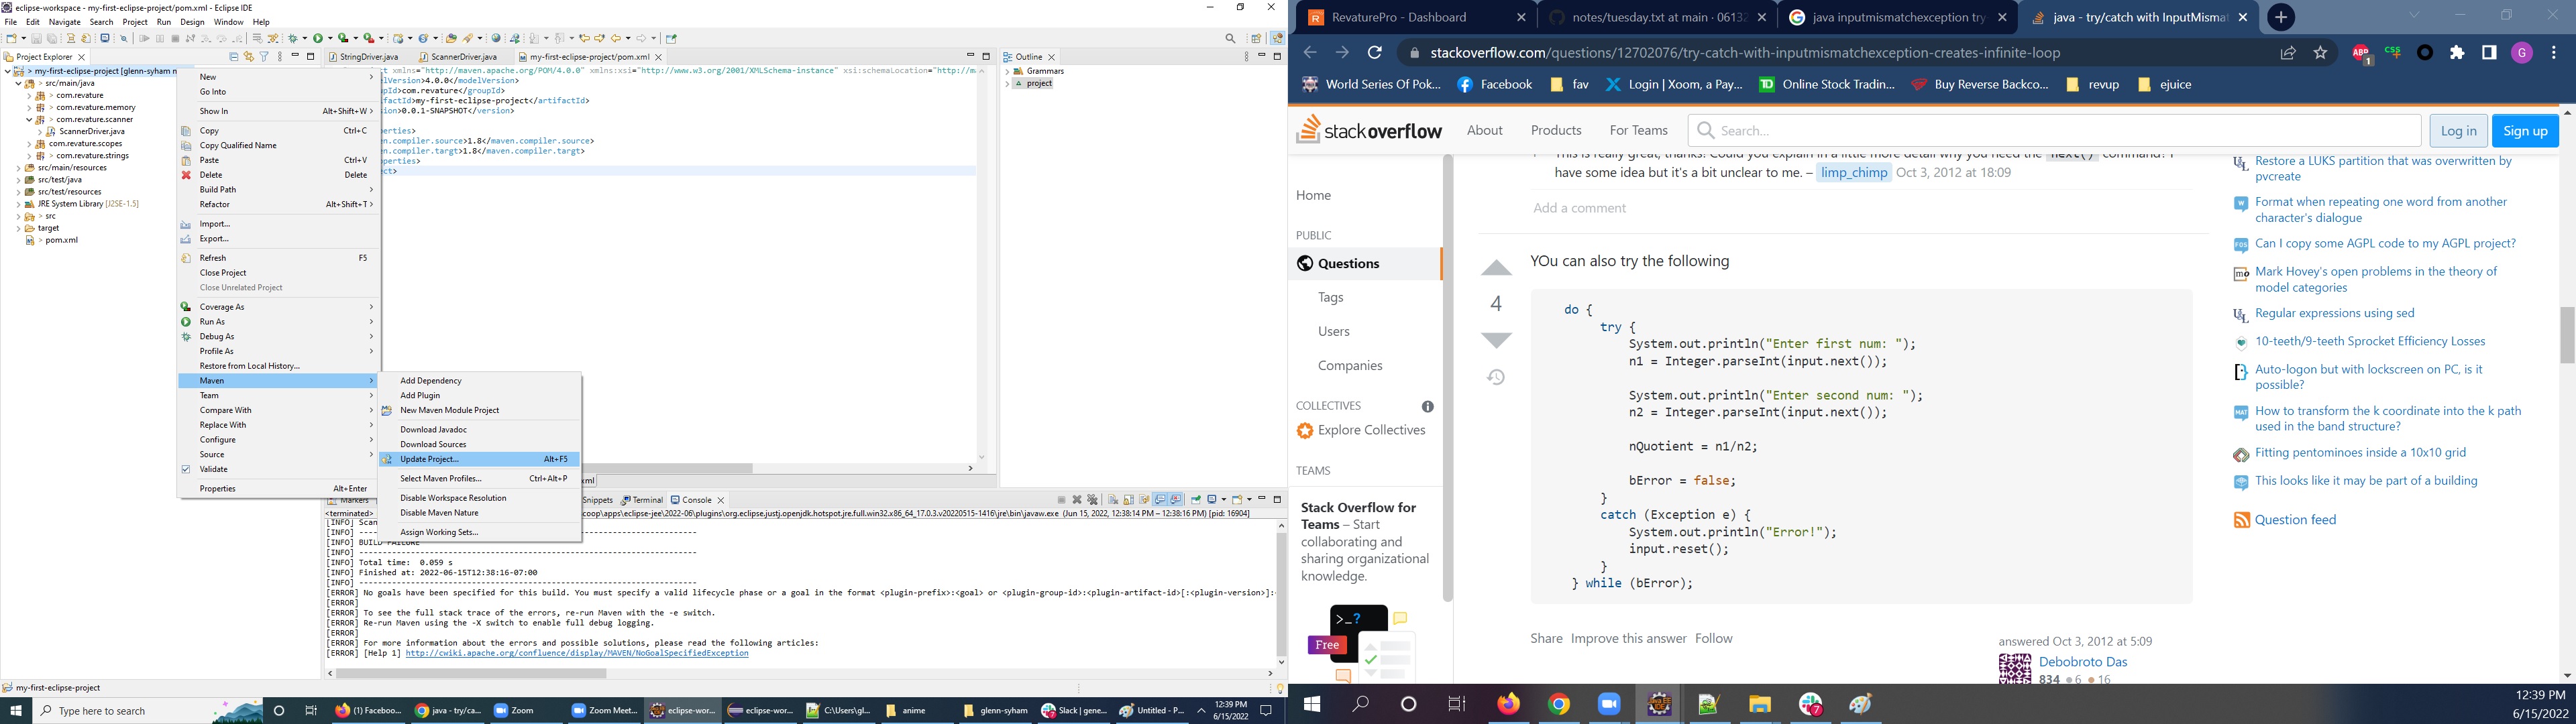 eclipse-workspace - my-first-eclipse-project/pom.xml - Eclipse IDE
File Edit Navigate Search Project Run Design Window Help
Project Explorer
> my-first-eclipse-project [glenn-syham n
> src/main/java
> com.revature
> com.revature.memory
> com.revature.scanner
ScannerDriver.java
com.revature.scopes
> com.revature.strings
src/main/resources
src/test/java
src/test/resources
JRE System Library [J2SE-1.5]
> src
target
> pom.xml
New
Go Into
Show In Alt+Shift+W >
Copy Ctrl+C
Copy Qualified Name
Paste Ctrl+V
Delete Delete
Build Path
Refactor Alt+Shift+T >
Import...
Export...
Refresh F5
Close Project
Close Unrelated Project
Coverage As
Run As
Debug As
Profile As
Restore from Local History...
Maven
Team
Compare With
Replace With
Configure
Source
Validate
Properties Alt+Enter
Add Dependency
Add Plugin
New Maven Module Project
Download Javadoc
Download Sources
Update Project... Alt+F5
Select Maven Profiles... Ctrl+Alt+P
Disable Workspace Resolution
Disable Maven Nature
Assign Working Sets...
StringDriver.java ScannerDriver.java my-first-eclipse-project/pom.xml
t xmlns="http://maven.apache.org/POM/4.0.0" xmlns:xsi="http://www.w3.org/2001/XMLSchema-instance" xsi:schemaLocation="http://m
elVersion>4.0.0</modelVersion>
pId>com.revature</groupId>
factId>my-first-eclipse-project</artifactId>
ion>0.0.1-SNAPSHOT</version>
perties>
en.compiler.source>1.8</maven.compiler.source>
en.compiler.targt>1.8</maven.compiler.targt>
operties>
ct>
Outline
Grammars
project
Markers Snippets Terminal Console
<terminated> coop\apps\eclipse-jee\2022-06\plugins\org.eclipse.justj.openjdk.hotspot.jre.full.win32.x86_64_17.0.3.v20220515-1416\jre\bin\javaw.exe (Jun 15, 2022, 12:38:14 PM – 12:38:16 PM) [pid: 16904]
[INFO] Scan
[INFO] ------------------------------------------------------------------------
[INFO] BUILD FAILURE
[INFO] ------------------------------------------------------------------------
[INFO] Total time: 0.059 s
[INFO] Finished at: 2022-06-15T12:38:16-07:00
[INFO] ------------------------------------------------------------------------
[ERROR] No goals have been specified for this build. You must specify a valid lifecycle phase or a goal in the format <plugin-prefix>:<goal> or <plugin-group-id>:<plugin-artifact-id>[:<plugin-version>]:
[ERROR]
[ERROR] To see the full stack trace of the errors, re-run Maven with the -e switch.
[ERROR] Re-run Maven using the -X switch to enable full debug logging.
[ERROR]
[ERROR] For more information about the errors and possible solutions, please read the following articles:
[ERROR] [Help 1] http://cwiki.apache.org/confluence/display/MAVEN/NoGoalSpecifiedException
my-first-eclipse-project
Type here to search
(1) Faceboo... java - try/ca... Zoom Zoom Meet... eclipse-wor... eclipse-wor... C:\Users\gl... anime glenn-syham Slack | gene... Untitled - P...
12:39 PM
6/15/2022
RevaturePro - Dashboard
notes/tuesday.txt at main · 0613
java inputmismatchexception try
java - try/catch with InputMismat
stackoverflow.com/questions/12702076/try-catch-with-inputmismatchexception-creates-infinite-loop
World Series Of Pok... Facebook fav Login | Xoom, a Pay... Online Stock Tradin... Buy Reverse Backco... revup ejuice
stackoverflow About Products For Teams Search... Log in Sign up
Home
PUBLIC
Questions
Tags
Users
Companies
COLLECTIVES
Explore Collectives
TEAMS
Stack Overflow for
Teams – Start
collaborating and
sharing organizational
knowledge.
Free
This is really great, thanks! Could you explain in a little more detail why you need the next() command? I
have some idea but it's a bit unclear to me. – limp_chimp Oct 3, 2012 at 18:09
Add a comment
4
YOu can also try the following
do {
try {
System.out.println("Enter first num: ");
n1 = Integer.parseInt(input.next());
System.out.println("Enter second num: ");
n2 = Integer.parseInt(input.next());
nQuotient = n1/n2;
bError = false;
}
catch (Exception e) {
System.out.println("Error!");
input.reset();
}
} while (bError);
Share Improve this answer Follow
answered Oct 3, 2012 at 5:09
Debobroto Das
834 6 16
Restore a LUKS partition that was overwritten by
pvcreate
Format when repeating one word from another
character's dialogue
Can I copy some AGPL code to my AGPL project?
Mark Hovey's open problems in the theory of
model categories
Regular expressions using sed
10-teeth/9-teeth Sprocket Efficiency Losses
Auto-logon but with lockscreen on PC, is it
possible?
How to transform the k coordinate into the k path
used in the band structure?
Fitting pentominoes inside a 10x10 grid
This looks like it may be part of a building
Question feed
12:39 PM
6/15/2022